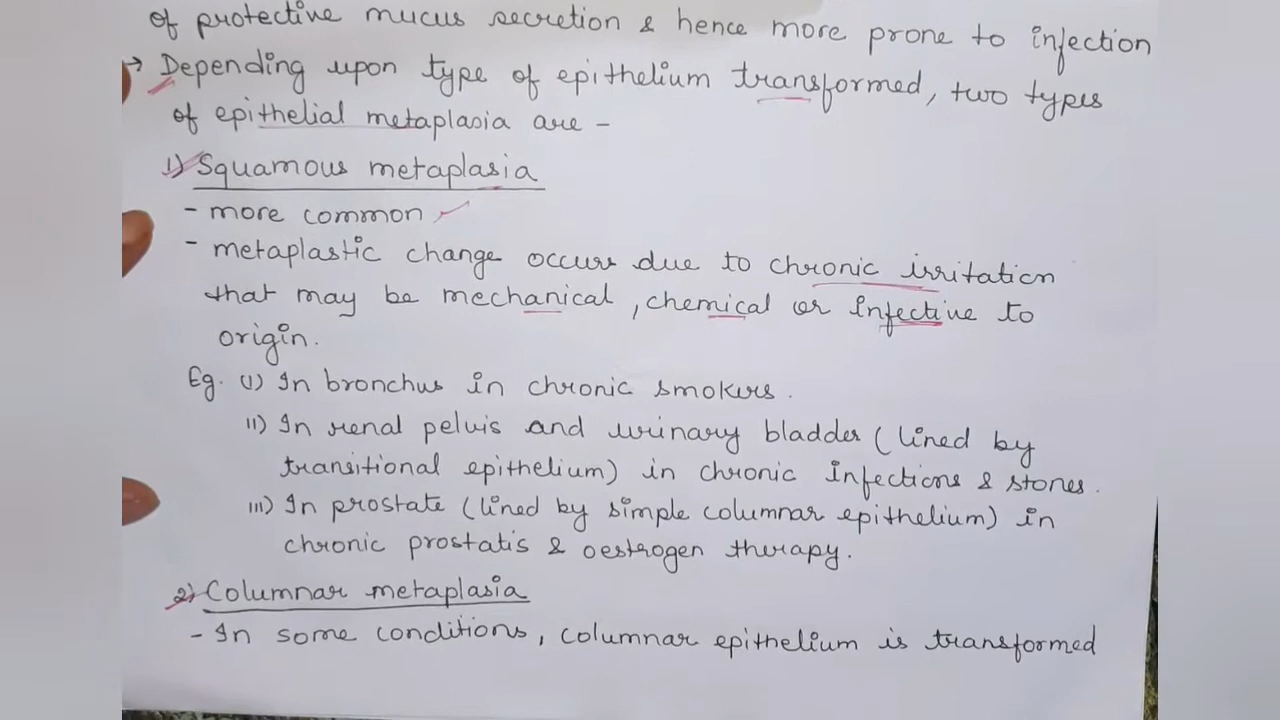 of protective mucus secretion & hence more prone to infection
→ Depending upon type of epithelium transformed, two types
of epithelial metaplasia are -
1) Squamous metaplasia
- more common ✓
- metaplastic change occurs due to chronic irritation
that may be mechanical, chemical or infective to
origin.
Eg. (1) In bronchus in chronic smokers.
11) In renal pelvis and urinary bladder (lined by
transitional epithelium) in chronic infections & stones.
111) In prostate (lined by simple columnar epithelium) in
chronic prostatis & oestrogen therapy.
2) Columnar metaplasia
- In some conditions, columnar epithelium is transformed